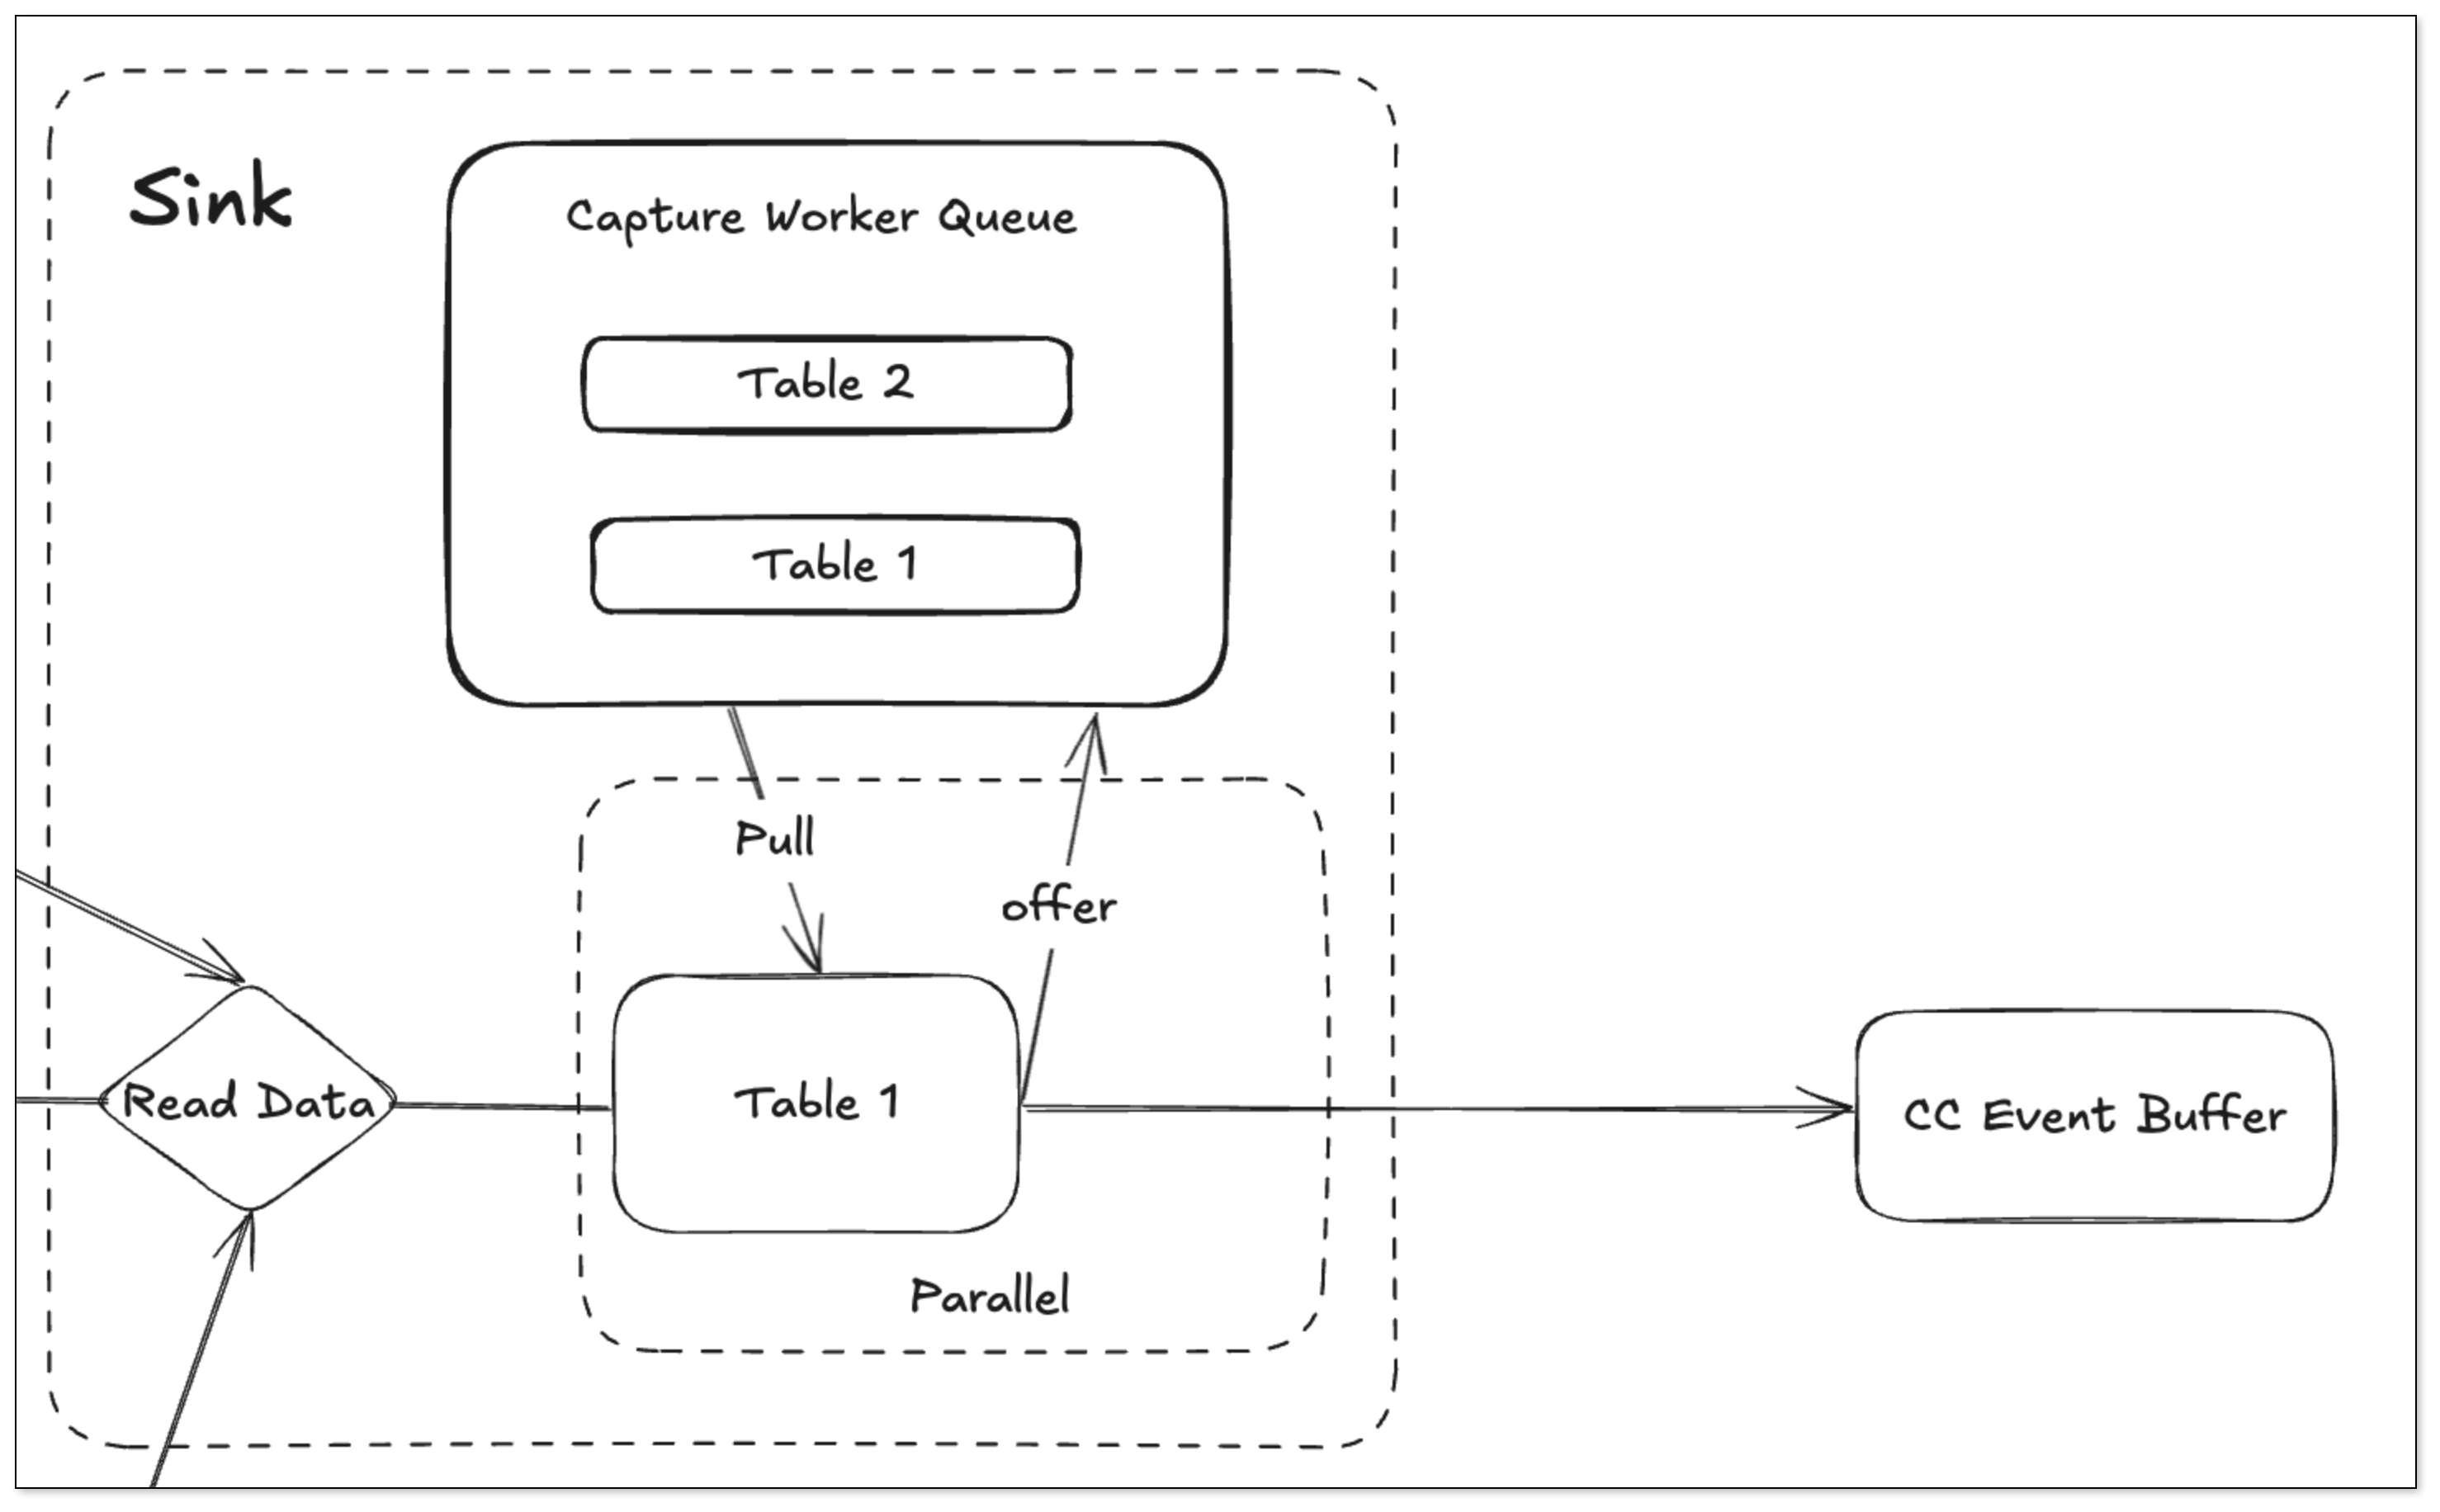 Sink
Capture Worker Queue
Table 2
Table 1
Pull
offer
Read Data
Table 1
CC Event Buffer
Parallel